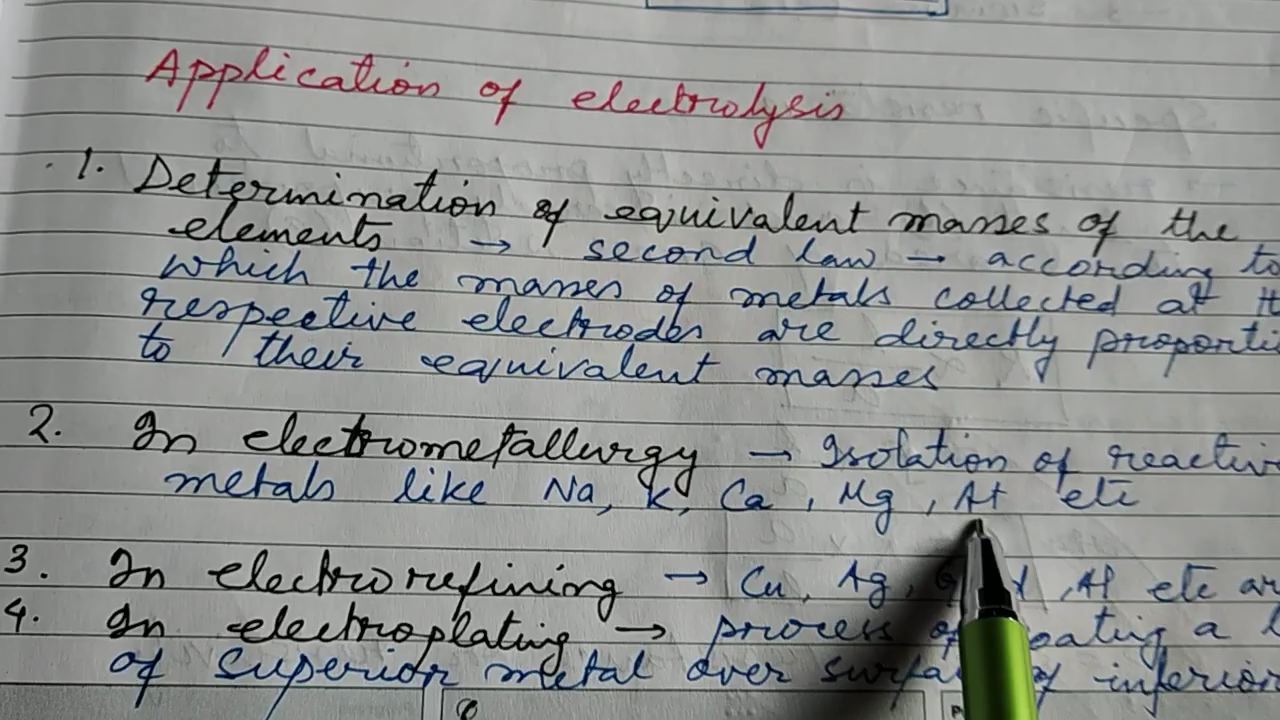 Application of electrolysis
1. Determination of equivalent masses of the
elements → second law → according to
which the masses of metals collected at
respective electrodes are directly proporti
to their equivalent masses
2. In electrometallurgy → Isolation of reactiv
metals like Na, K, Ca, Mg, Al etc
3. In electrorefining → Cu, Ag, Al etc ar
4. In electroplating → process of coating a
of superior metal over of inferior